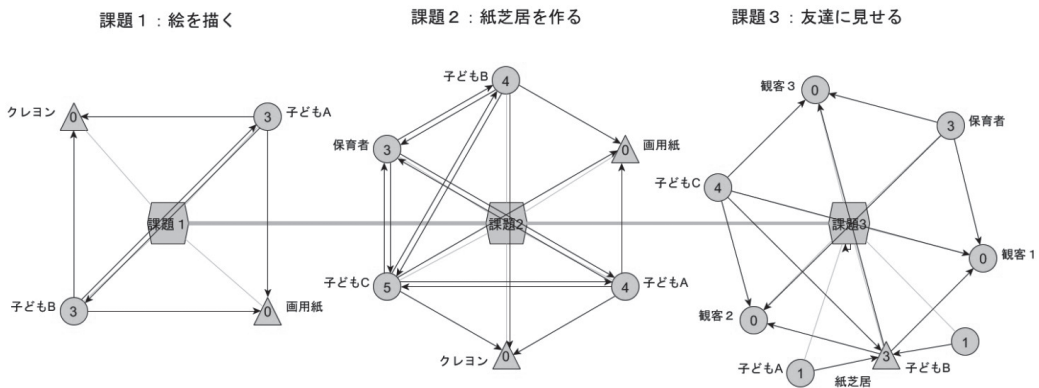 課題1：絵を描く
課題2：紙芝居を作る
課題3：友達に見せる
クレヨン
0
3
子どもA
課題1
子どもB
3
0
画用紙
子どもB
4
保育者
3
0
画用紙
課題2
子どもC
5
4
子どもA
クレヨン
0
観客3
0
3
保育者
子どもC
4
課題3
0
観客1
観客2
0
子どもA
1
3
紙芝居
子どもB
1